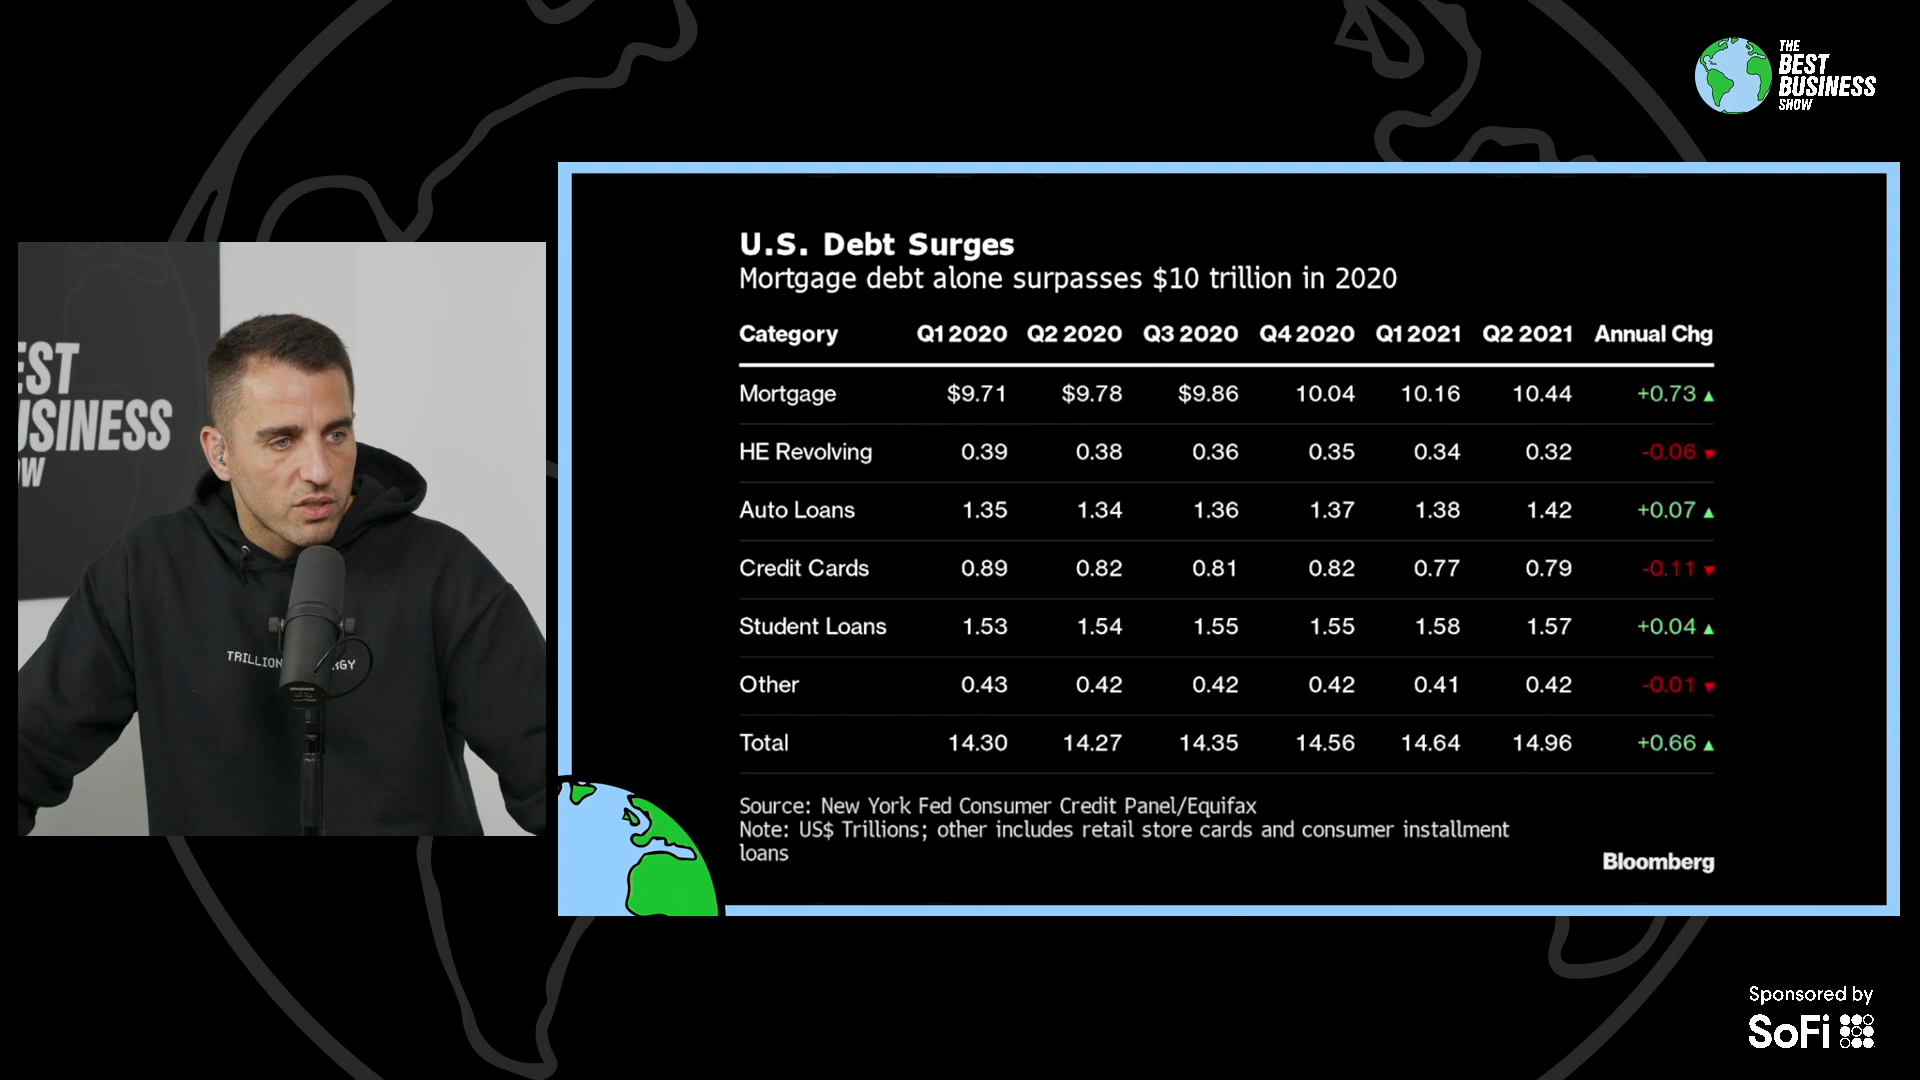 THE
BEST
BUSINESS
SHOW
EST
USINESS
OW
TRILLION RGY
U.S. Debt Surges
Mortgage debt alone surpasses $10 trillion in 2020
Category Q1 2020 Q2 2020 Q3 2020 Q4 2020 Q1 2021 Q2 2021 Annual Chg
Mortgage $9.71 $9.78 $9.86 10.04 10.16 10.44 +0.73 ▲
HE Revolving 0.39 0.38 0.36 0.35 0.34 0.32 -0.06 ▼
Auto Loans 1.35 1.34 1.36 1.37 1.38 1.42 +0.07 ▲
Credit Cards 0.89 0.82 0.81 0.82 0.77 0.79 -0.11 ▼
Student Loans 1.53 1.54 1.55 1.55 1.58 1.57 +0.04 ▲
Other 0.43 0.42 0.42 0.42 0.41 0.42 -0.01 ▼
Total 14.30 14.27 14.35 14.56 14.64 14.96 +0.66 ▲
Source: New York Fed Consumer Credit Panel/Equifax
Note: US$ Trillions; other includes retail store cards and consumer installment
loans
Bloomberg
Sponsored by
SoFi